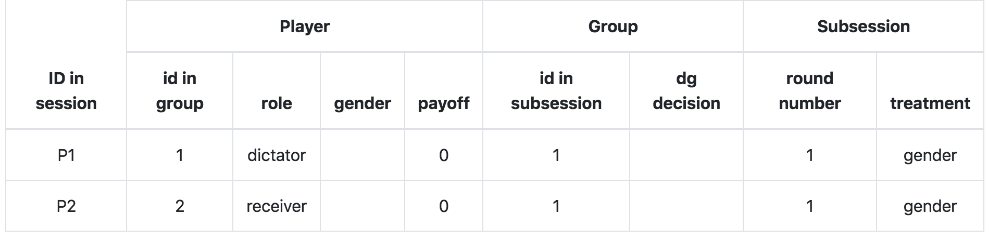 Player Group Subsession
ID in session id in group role gender payoff id in subsession dg decision round number treatment
P1 1 dictator 0 1 1 gender
P2 2 receiver 0 1 1 gender